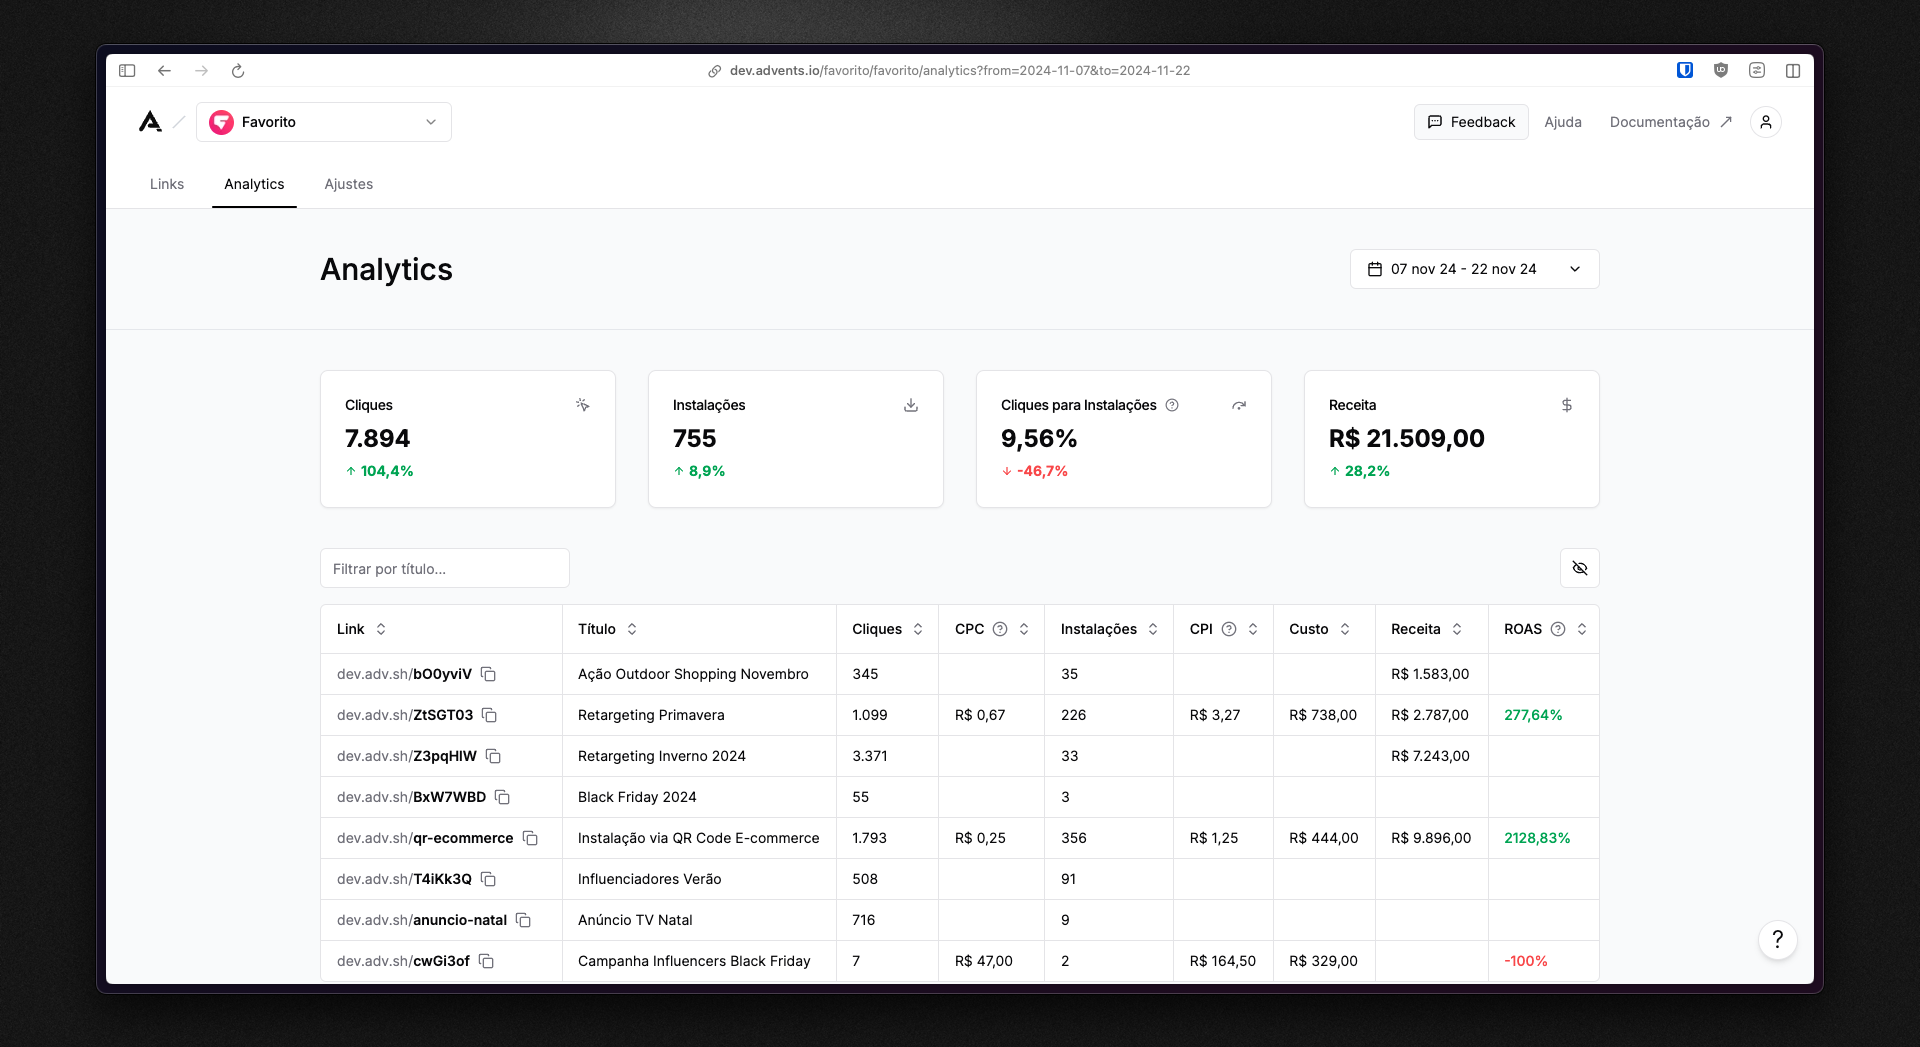 dev.advents.io/favorito/favorito/analytics?from=2024-11-07&to=2024-11-22
Favorito
Feedback
Ajuda
Documentação
Links
Analytics
Ajustes
Analytics
07 nov 24 - 22 nov 24
Cliques
7.894
104,4%
Instalações
755
8,9%
Cliques para Instalações
9,56%
-46,7%
Receita
R$ 21.509,00
28,2%
Filtrar por título...
Link Título Cliques CPC Instalações CPI Custo Receita ROAS
dev.adv.sh/bO0yviV Ação Outdoor Shopping Novembro 345 35 R$ 1.583,00
dev.adv.sh/ZtSGT03 Retargeting Primavera 1.099 R$ 0,67 226 R$ 3,27 R$ 738,00 R$ 2.787,00 277,64%
dev.adv.sh/Z3pqHIW Retargeting Inverno 2024 3.371 33 R$ 7.243,00
dev.adv.sh/BxW7WBD Black Friday 2024 55 3
dev.adv.sh/qr-ecommerce Instalação via QR Code E-commerce 1.793 R$ 0,25 356 R$ 1,25 R$ 444,00 R$ 9.896,00 2128,83%
dev.adv.sh/T4iKk3Q Influenciadores Verão 508 91
dev.adv.sh/anuncio-natal Anúncio TV Natal 716 9
dev.adv.sh/cwGi3of Campanha Influencers Black Friday 7 R$ 47,00 2 R$ 164,50 R$ 329,00 -100%
?